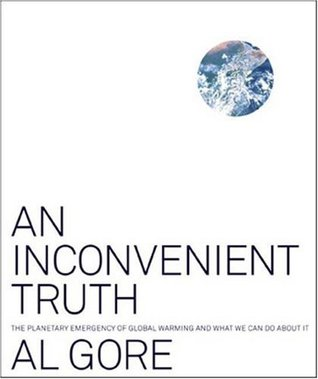 AN
INCONVENIENT
TRUTH
THE PLANETARY EMERGENCY OF GLOBAL WARMING AND WHAT WE CAN DO ABOUT IT
AL GORE